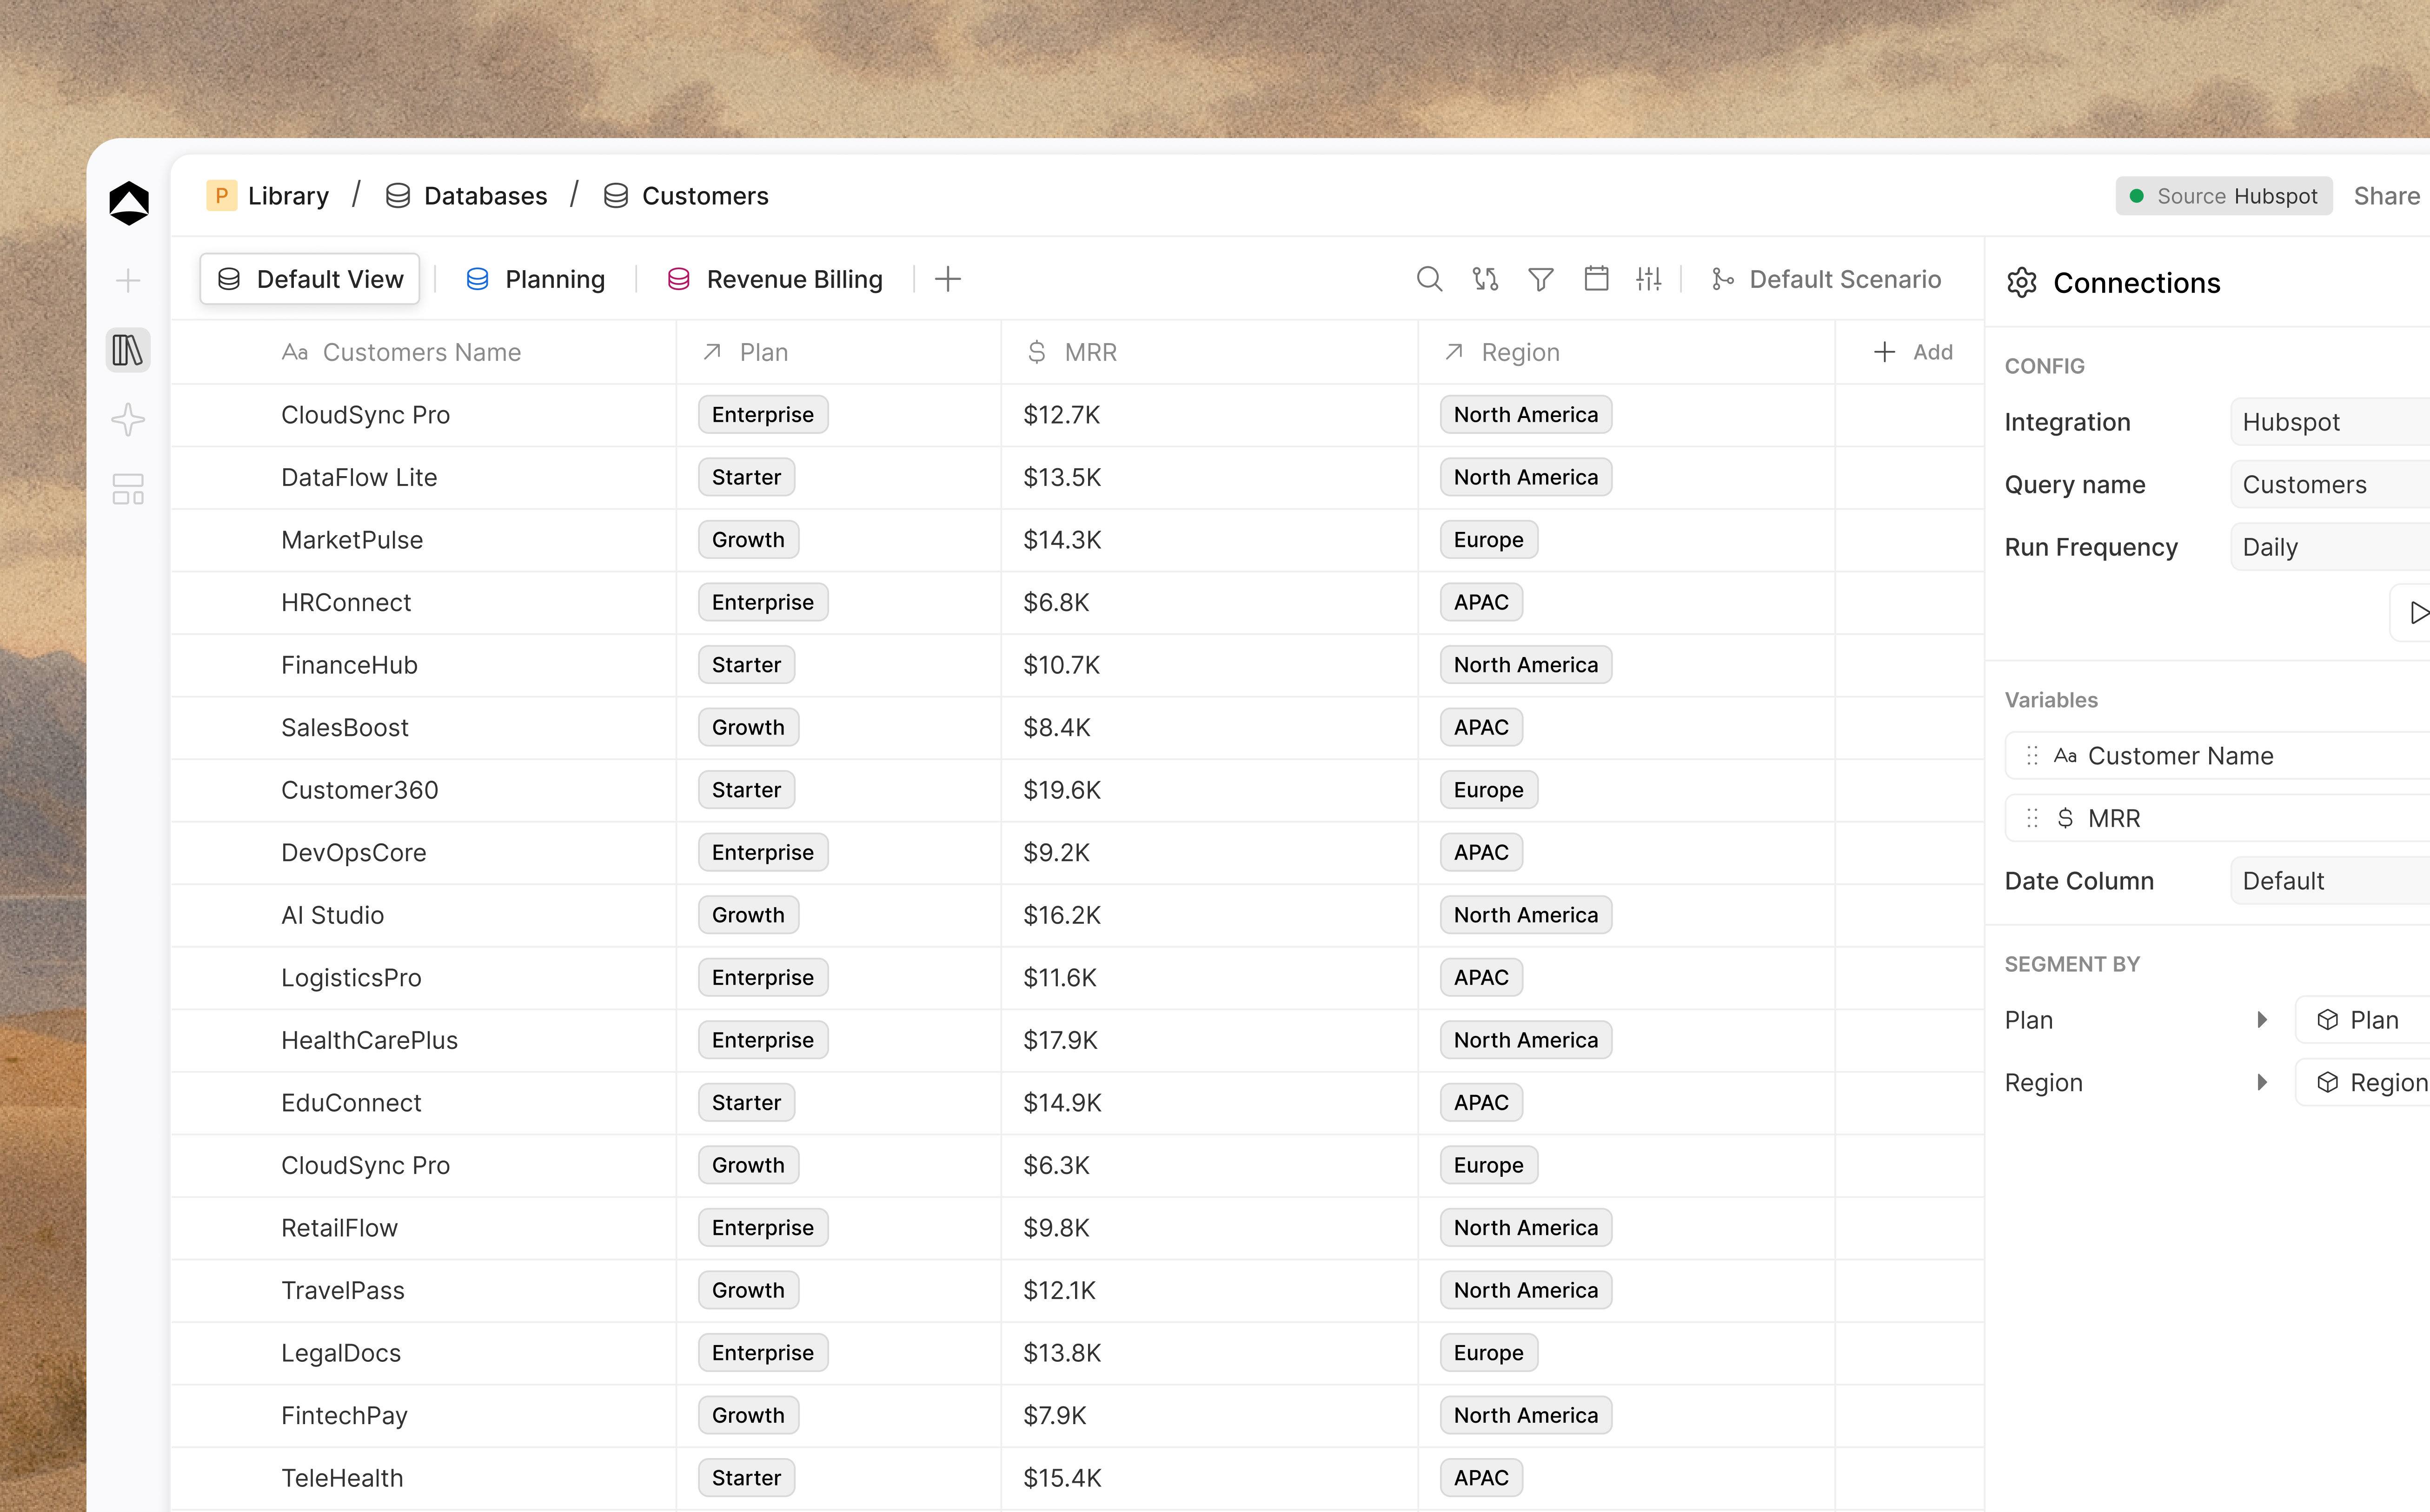 P Library / Databases / Customers
Source Hubspot Share
Default View Planning Revenue Billing Default Scenario
Aa Customers Name Plan $ MRR Region + Add
CloudSync Pro Enterprise $12.7K North America
DataFlow Lite Starter $13.5K North America
MarketPulse Growth $14.3K Europe
HRConnect Enterprise $6.8K APAC
FinanceHub Starter $10.7K North America
SalesBoost Growth $8.4K APAC
Customer360 Starter $19.6K Europe
DevOpsCore Enterprise $9.2K APAC
AI Studio Growth $16.2K North America
LogisticsPro Enterprise $11.6K APAC
HealthCarePlus Enterprise $17.9K North America
EduConnect Starter $14.9K APAC
CloudSync Pro Growth $6.3K Europe
RetailFlow Enterprise $9.8K North America
TravelPass Growth $12.1K North America
LegalDocs Enterprise $13.8K Europe
FintechPay Growth $7.9K North America
TeleHealth Starter $15.4K APAC
Connections
CONFIG
Integration Hubspot
Query name Customers
Run Frequency Daily
Variables
Aa Customer Name
$ MRR
Date Column Default
SEGMENT BY
Plan Plan
Region Region